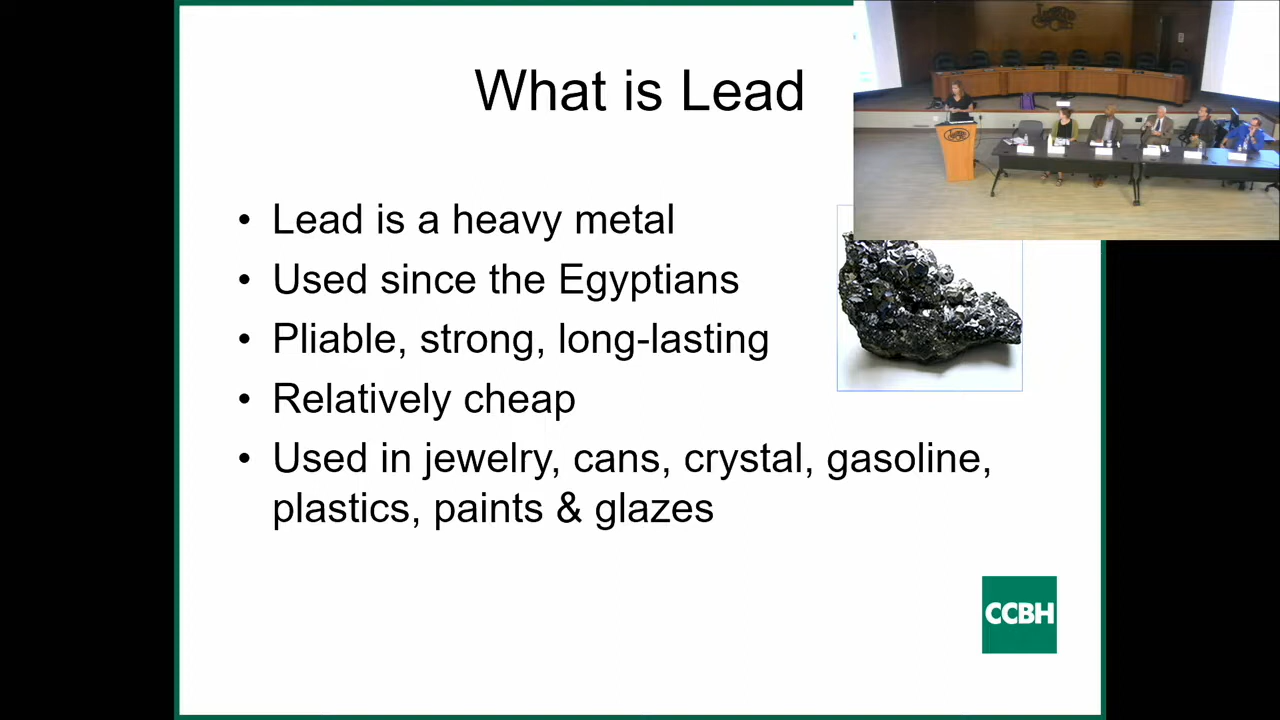 What is Lead
• Lead is a heavy metal
• Used since the Egyptians
• Pliable, strong, long-lasting
• Relatively cheap
• Used in jewelry, cans, crystal, gasoline,
plastics, paints & glazes
CCBH